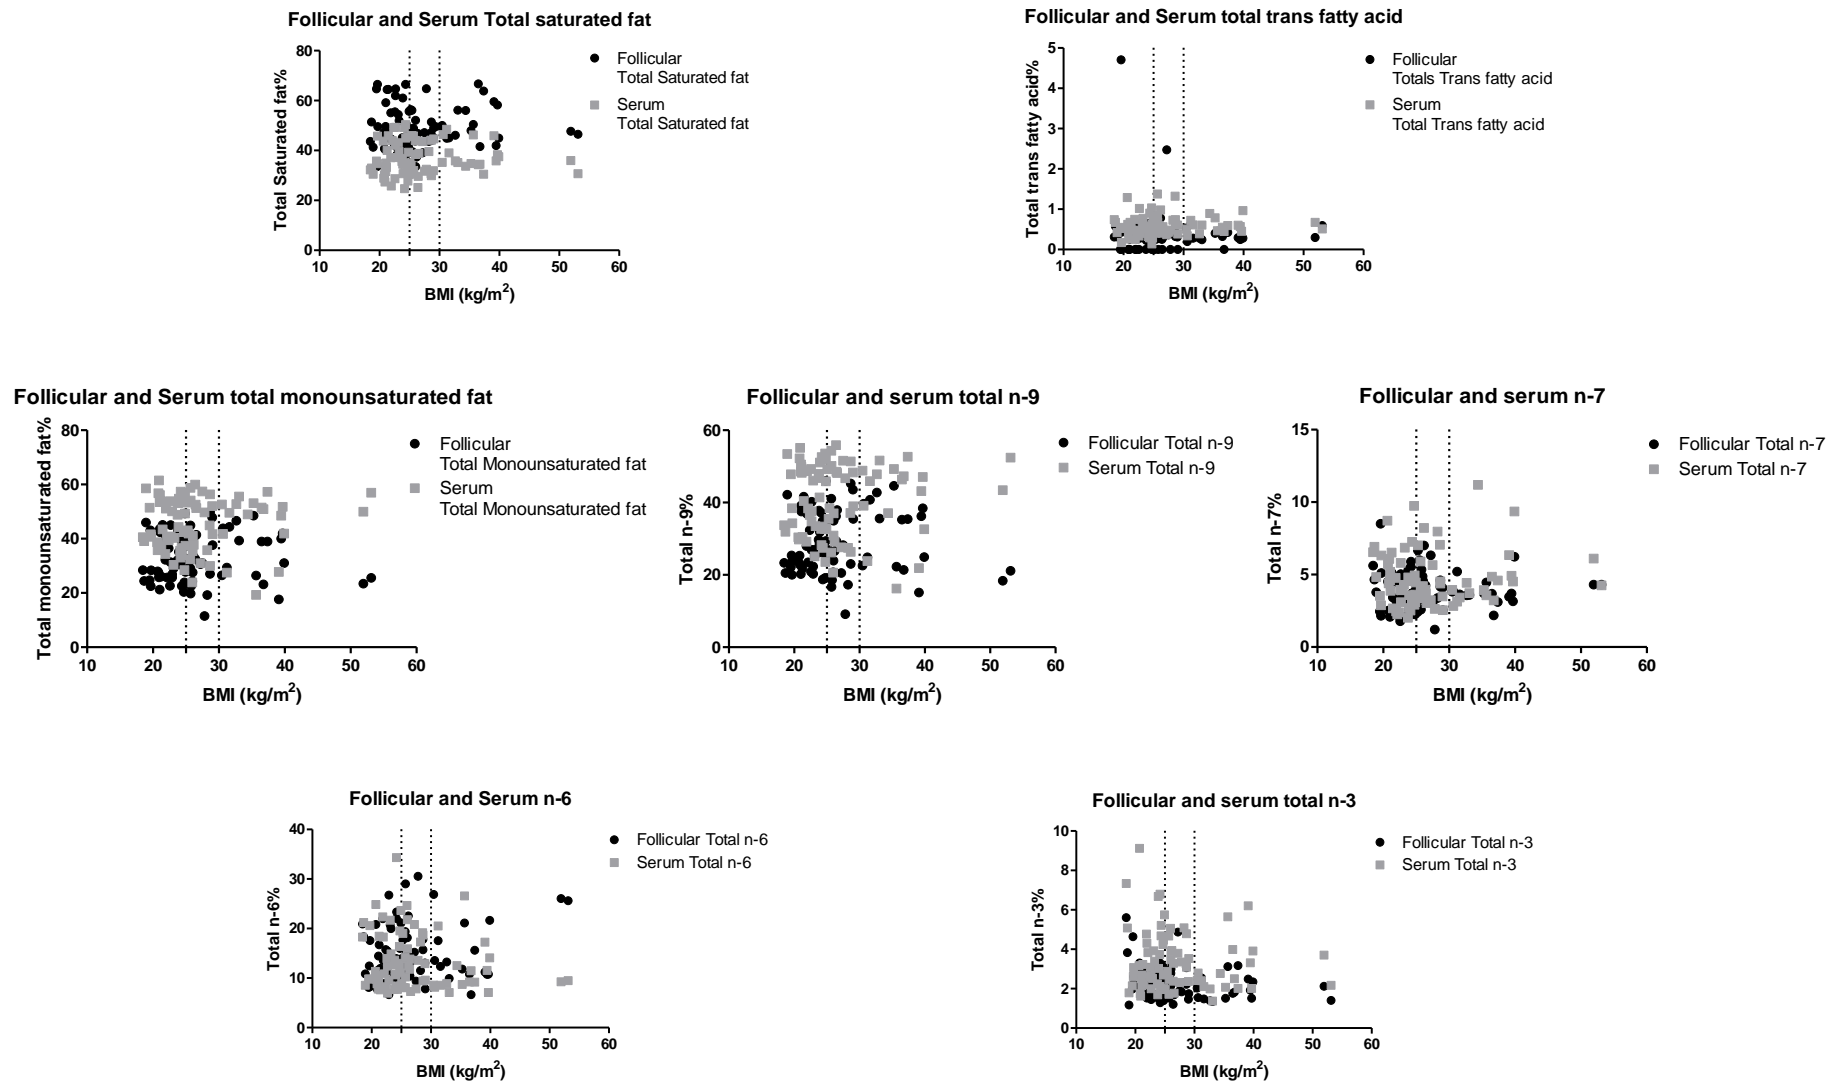 Follicular and Serum Total saturated fat
Total Saturated fat%
80
60
40
20
0
10 20 30 40 50 60
BMI (kg/m²)
Follicular
Total Saturated fat
Serum
Total Saturated fat
Follicular and Serum total trans fatty acid
Total trans fatty acid%
5
4
3
2
1
0
10 20 30 40 50 60
BMI (kg/m²)
Follicular
Totals Trans fatty acid
Serum
Total Trans fatty acid
Follicular and Serum total monounsaturated fat
Total monounsaturated fat%
80
60
40
20
0
10 20 30 40 50 60
BMI (kg/m²)
Follicular
Total Monounsaturated fat
Serum
Total Monounsaturated fat
Follicular and serum total n-9
Total n-9%
60
40
20
0
10 20 30 40 50 60
BMI (kg/m²)
Follicular Total n-9
Serum Total n-9
Follicular and serum n-7
Total n-7%
15
10
5
0
10 20 30 40 50 60
BMI (kg/m²)
Follicular Total n-7
Serum Total n-7
Follicular and Serum n-6
Total n-6%
40
30
20
10
0
10 20 30 40 50 60
BMI (kg/m²)
Follicular Total n-6
Serum Total n-6
Follicular and serum total n-3
Total n-3%
10
8
6
4
2
0
10 20 30 40 50 60
BMI (kg/m²)
Follicular Total n-3
Serum Total n-3